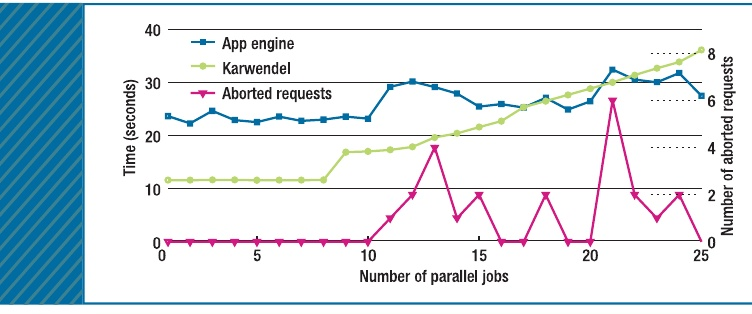 40
30
20
10
0
Time (seconds)
App engine
Karwendel
Aborted requests
8
6
4
2
0
Number of aborted requests
0 5 10 15 20 25
Number of parallel jobs